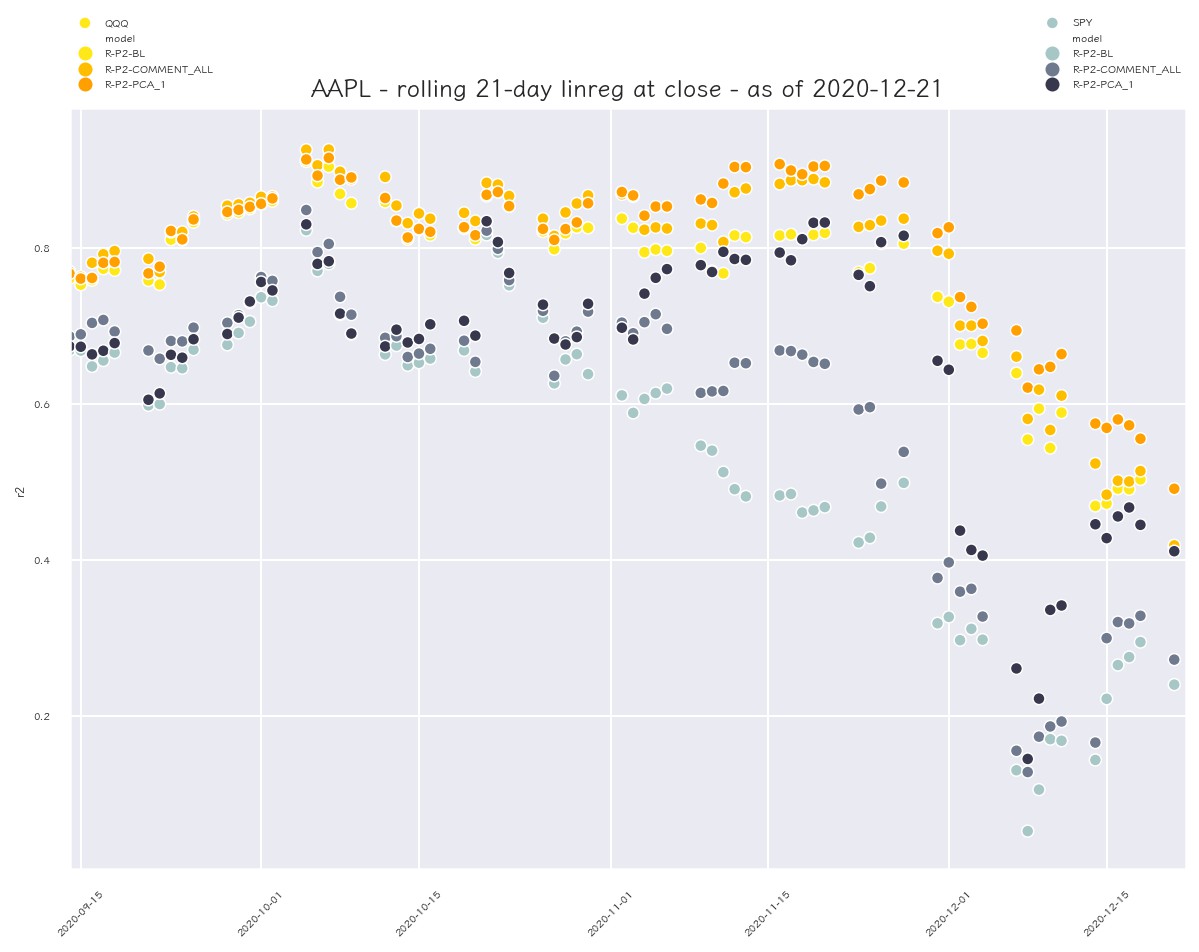 QQQ
model
R-P2-BL
R-P2-COMMENT_ALL
R-P2-PCA_1
SPY
model
R-P2-BL
R-P2-COMMENT_ALL
R-P2-PCA_1
AAPL - rolling 21-day linreg at close - as of 2020-12-21
0.8
0.6
0.4
0.2
r2
2020-09-15
2020-10-01
2020-10-15
2020-11-01
2020-11-15
2020-12-01
2020-12-15